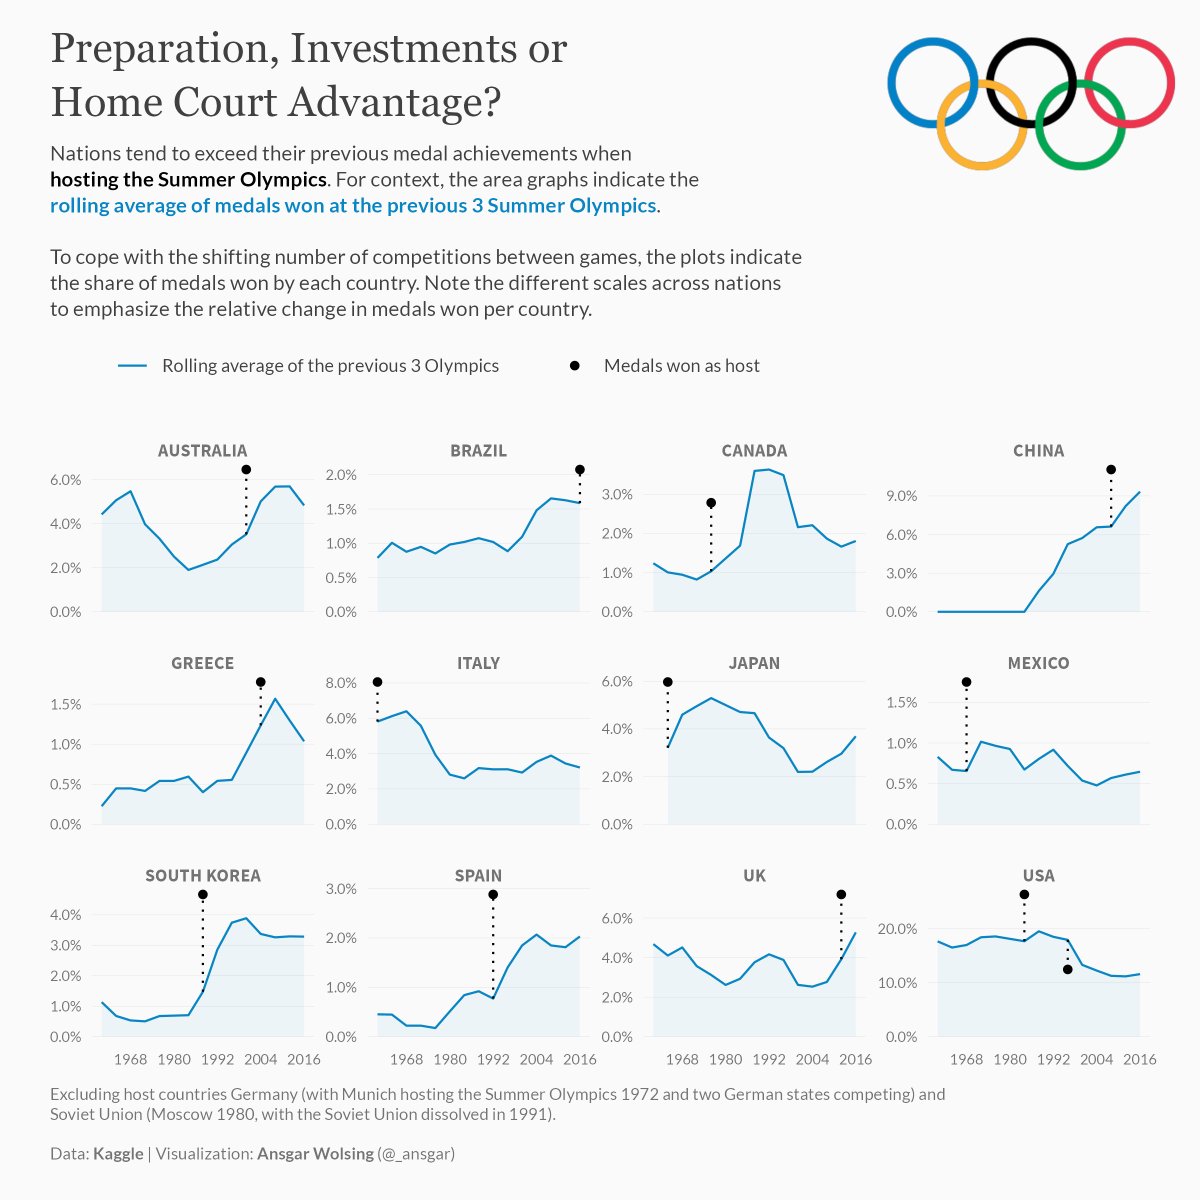 Preparation, Investments or
Home Court Advantage?
Nations tend to exceed their previous medal achievements when
hosting the Summer Olympics. For context, the area graphs indicate the
rolling average of medals won at the previous 3 Summer Olympics.
To cope with the shifting number of competitions between games, the plots indicate
the share of medals won by each country. Note the different scales across nations
to emphasize the relative change in medals won per country.
Rolling average of the previous 3 Olympics
Medals won as host
AUSTRALIA
6.0%
4.0%
2.0%
0.0%
BRAZIL
2.0%
1.5%
1.0%
0.5%
0.0%
CANADA
3.0%
2.0%
1.0%
0.0%
CHINA
9.0%
6.0%
3.0%
0.0%
GREECE
1.5%
1.0%
0.5%
0.0%
ITALY
8.0%
6.0%
4.0%
2.0%
0.0%
JAPAN
6.0%
4.0%
2.0%
0.0%
MEXICO
1.5%
1.0%
0.5%
0.0%
SOUTH KOREA
4.0%
3.0%
2.0%
1.0%
0.0%
1968 1980 1992 2004 2016
SPAIN
3.0%
2.0%
1.0%
0.0%
1968 1980 1992 2004 2016
UK
6.0%
4.0%
2.0%
0.0%
1968 1980 1992 2004 2016
USA
20.0%
10.0%
0.0%
1968 1980 1992 2004 2016
Excluding host countries Germany (with Munich hosting the Summer Olympics 1972 and two German states competing) and
Soviet Union (Moscow 1980, with the Soviet Union dissolved in 1991).
Data: Kaggle | Visualization: Ansgar Wolsing (@_ansgar)